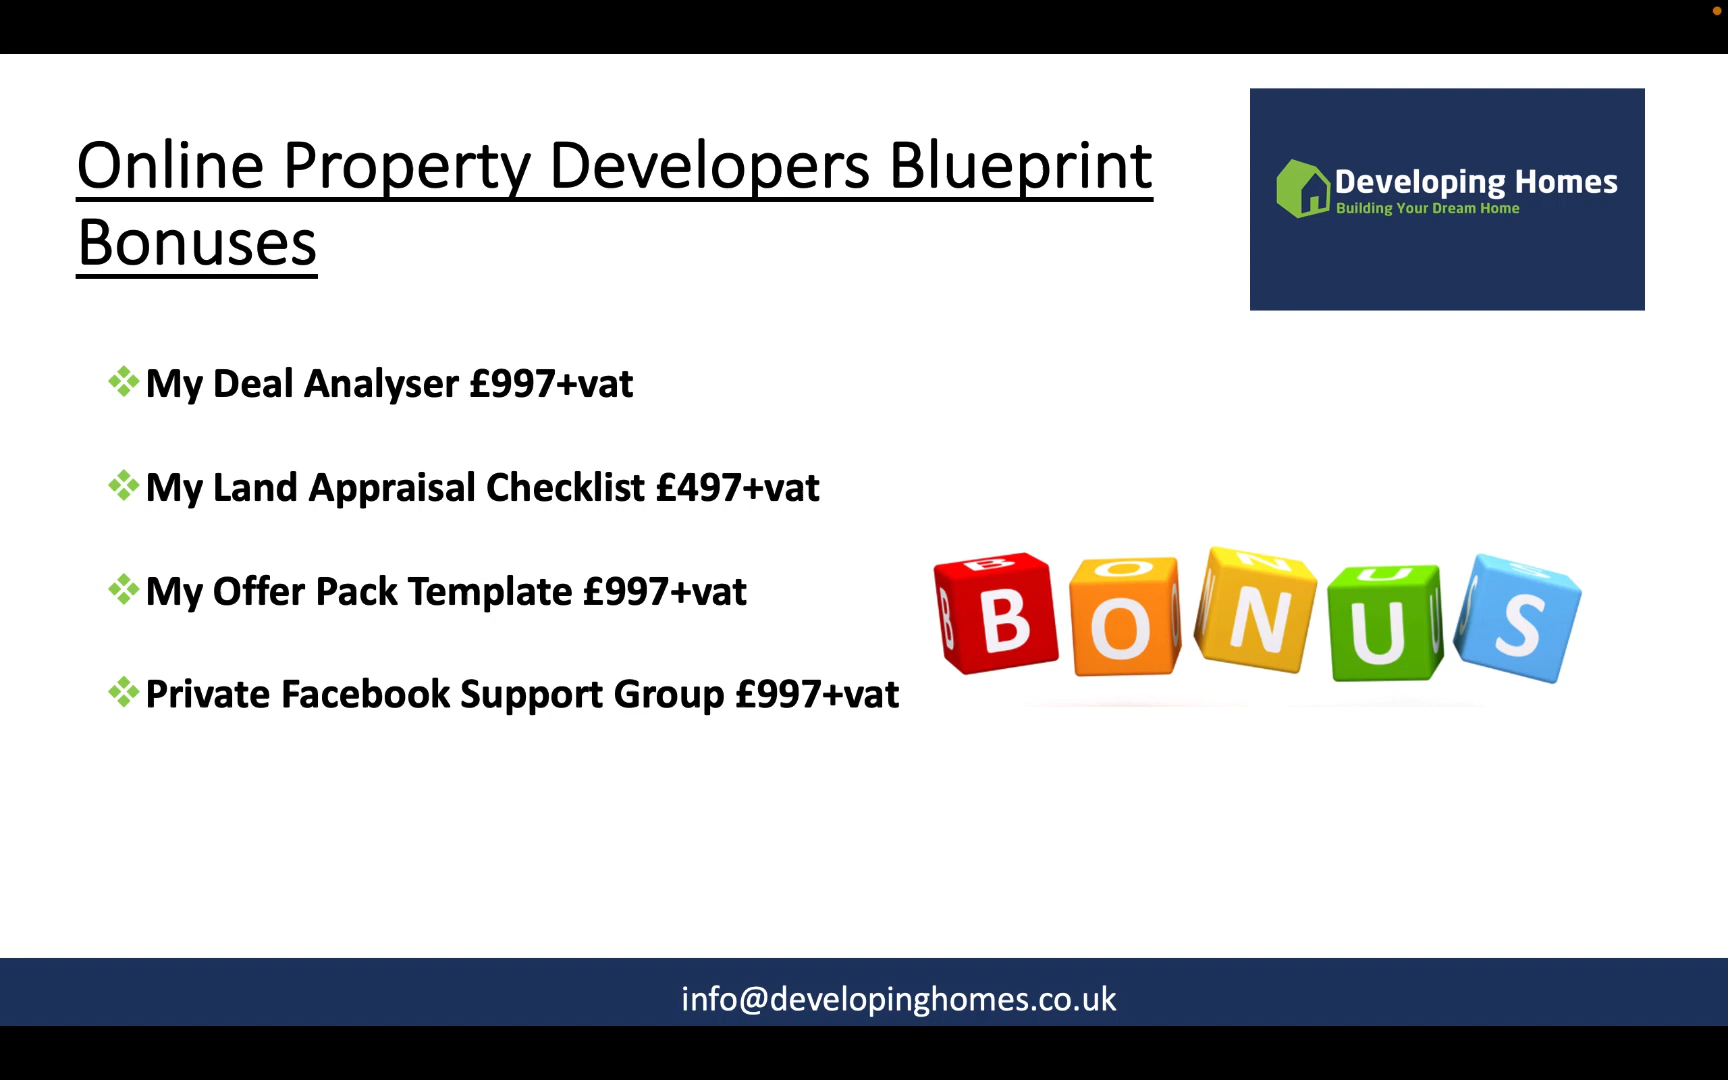 Online Property Developers Blueprint
Bonuses
Developing Homes
Building Your Dream Home
My Deal Analyser £997+vat
My Land Appraisal Checklist £497+vat
My Offer Pack Template £997+vat
Private Facebook Support Group £997+vat
BONUS
info@developinghomes.co.uk